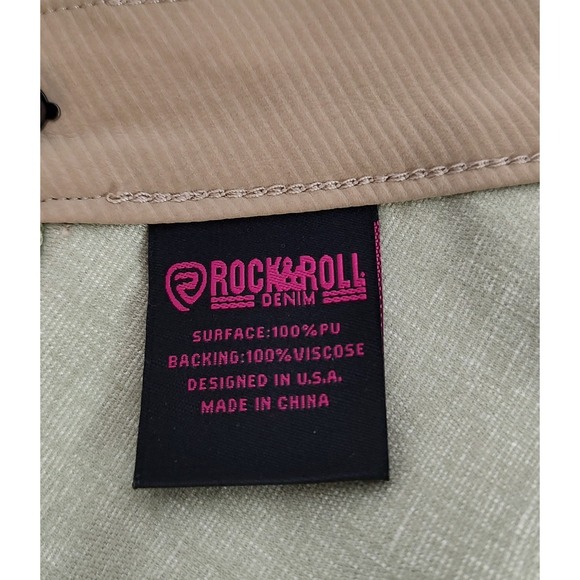 ROCK&ROLL
DENIM
SURFACE:100%PU
BACKING:100%VISCOSE
DESIGNED IN U.S.A.
MADE IN CHINA